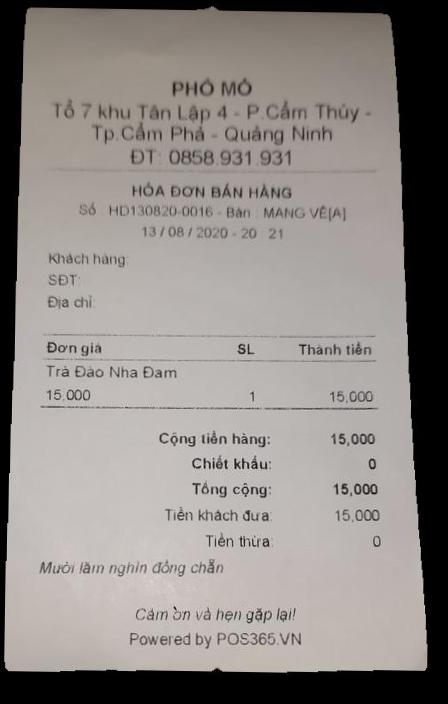 PHỐ MỎ
Tổ 7 khu Tân Lập 4 - P.Cẩm Thủy -
Tp.Cẩm Phả - Quảng Ninh
ĐT: 0858.931.931
HÓA ĐƠN BÁN HÀNG
Số : HD130820-0016 - Bàn : MANG VỀ[A]
13 / 08 / 2020 - 20 : 21
Khách hàng:
SĐT:
Địa chỉ:
Đơn giá SL Thành tiền
Trà Đào Nha Đam
15.000 1 15,000
Cộng tiền hàng: 15,000
Chiết khấu: 0
Tổng cộng: 15,000
Tiền khách đưa: 15,000
Tiền thừa: 0
Mười lăm nghìn đồng chẵn
Cảm ơn và hẹn gặp lại!
Powered by POS365.VN